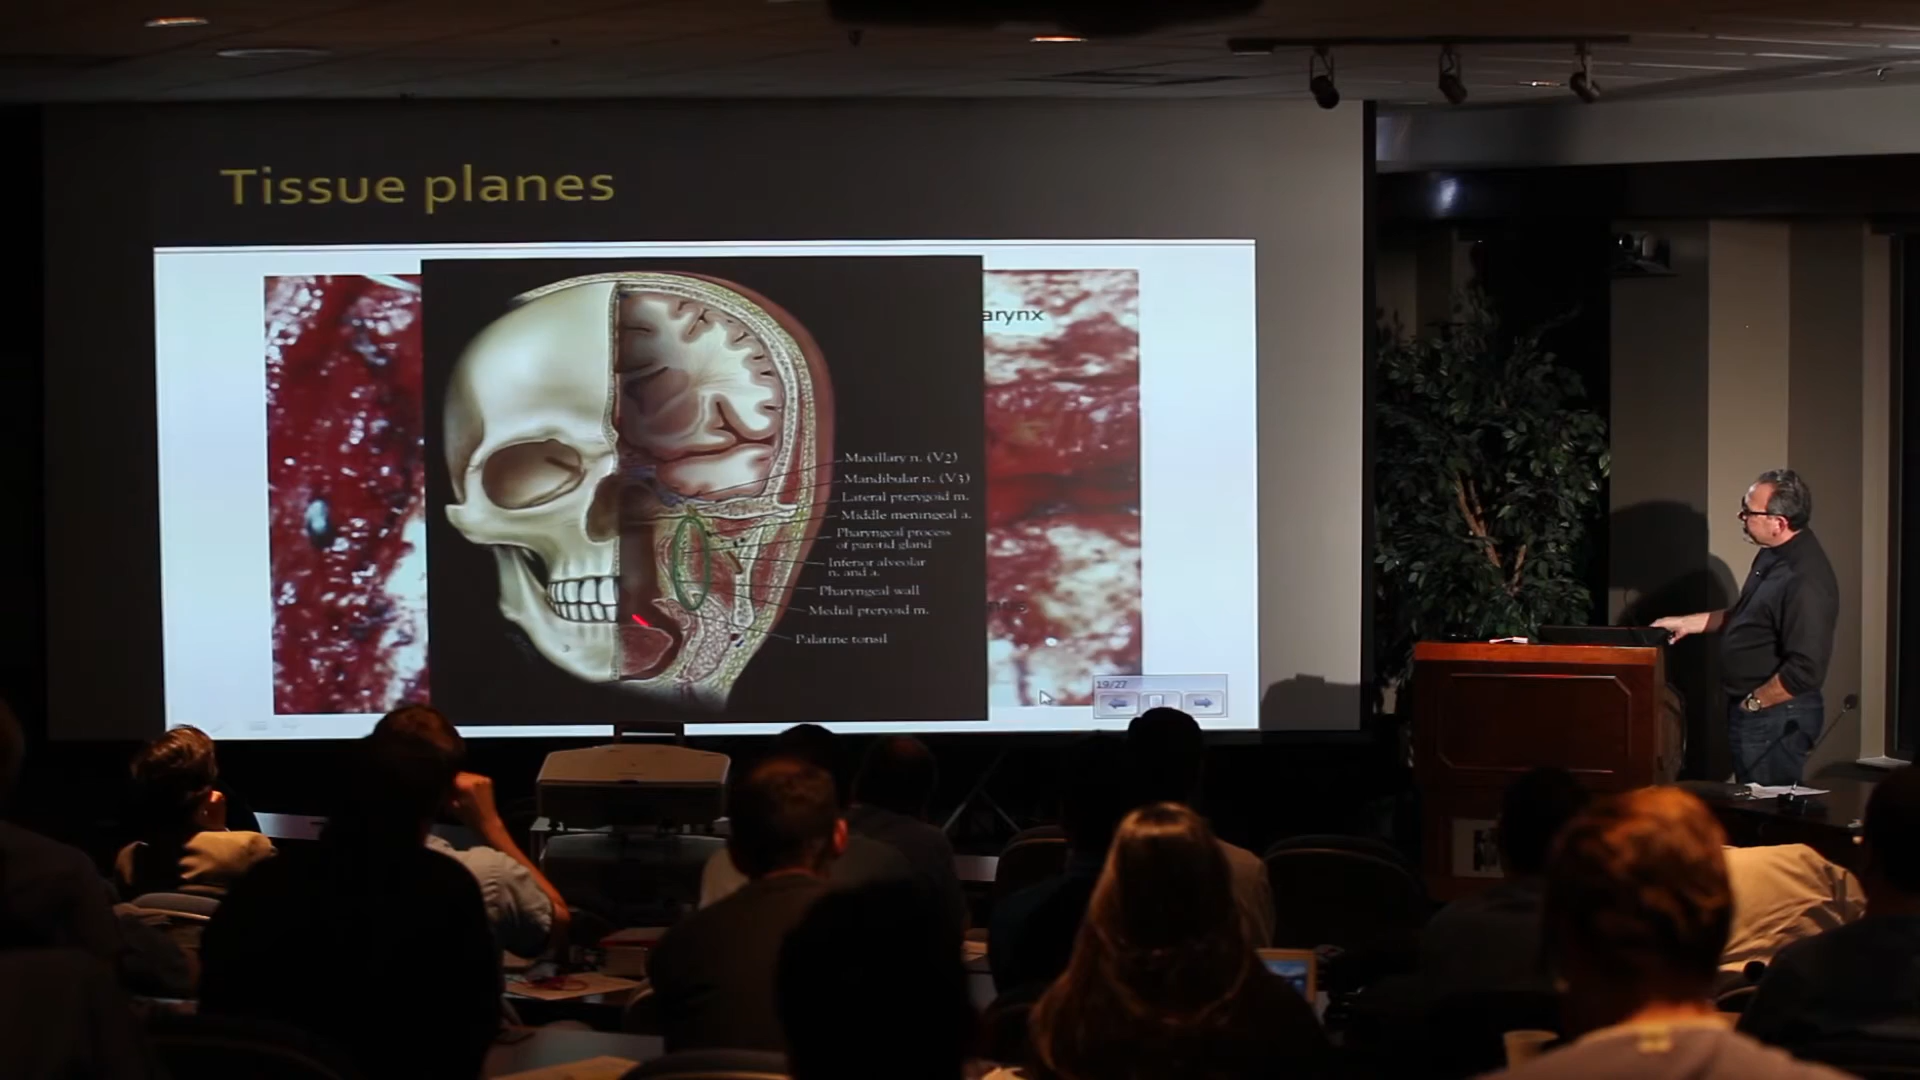 Tissue planes
arynx
Maxillary n. (V2)
Mandibular n. (V3)
Lateral pterygoid m.
Middle meningeal a.
Pharyngeal process
of parotid gland
Inferior alveolar
n. and a.
Pharyngeal wall
Medial pteryoid m.
Palatine tonsil
19/27